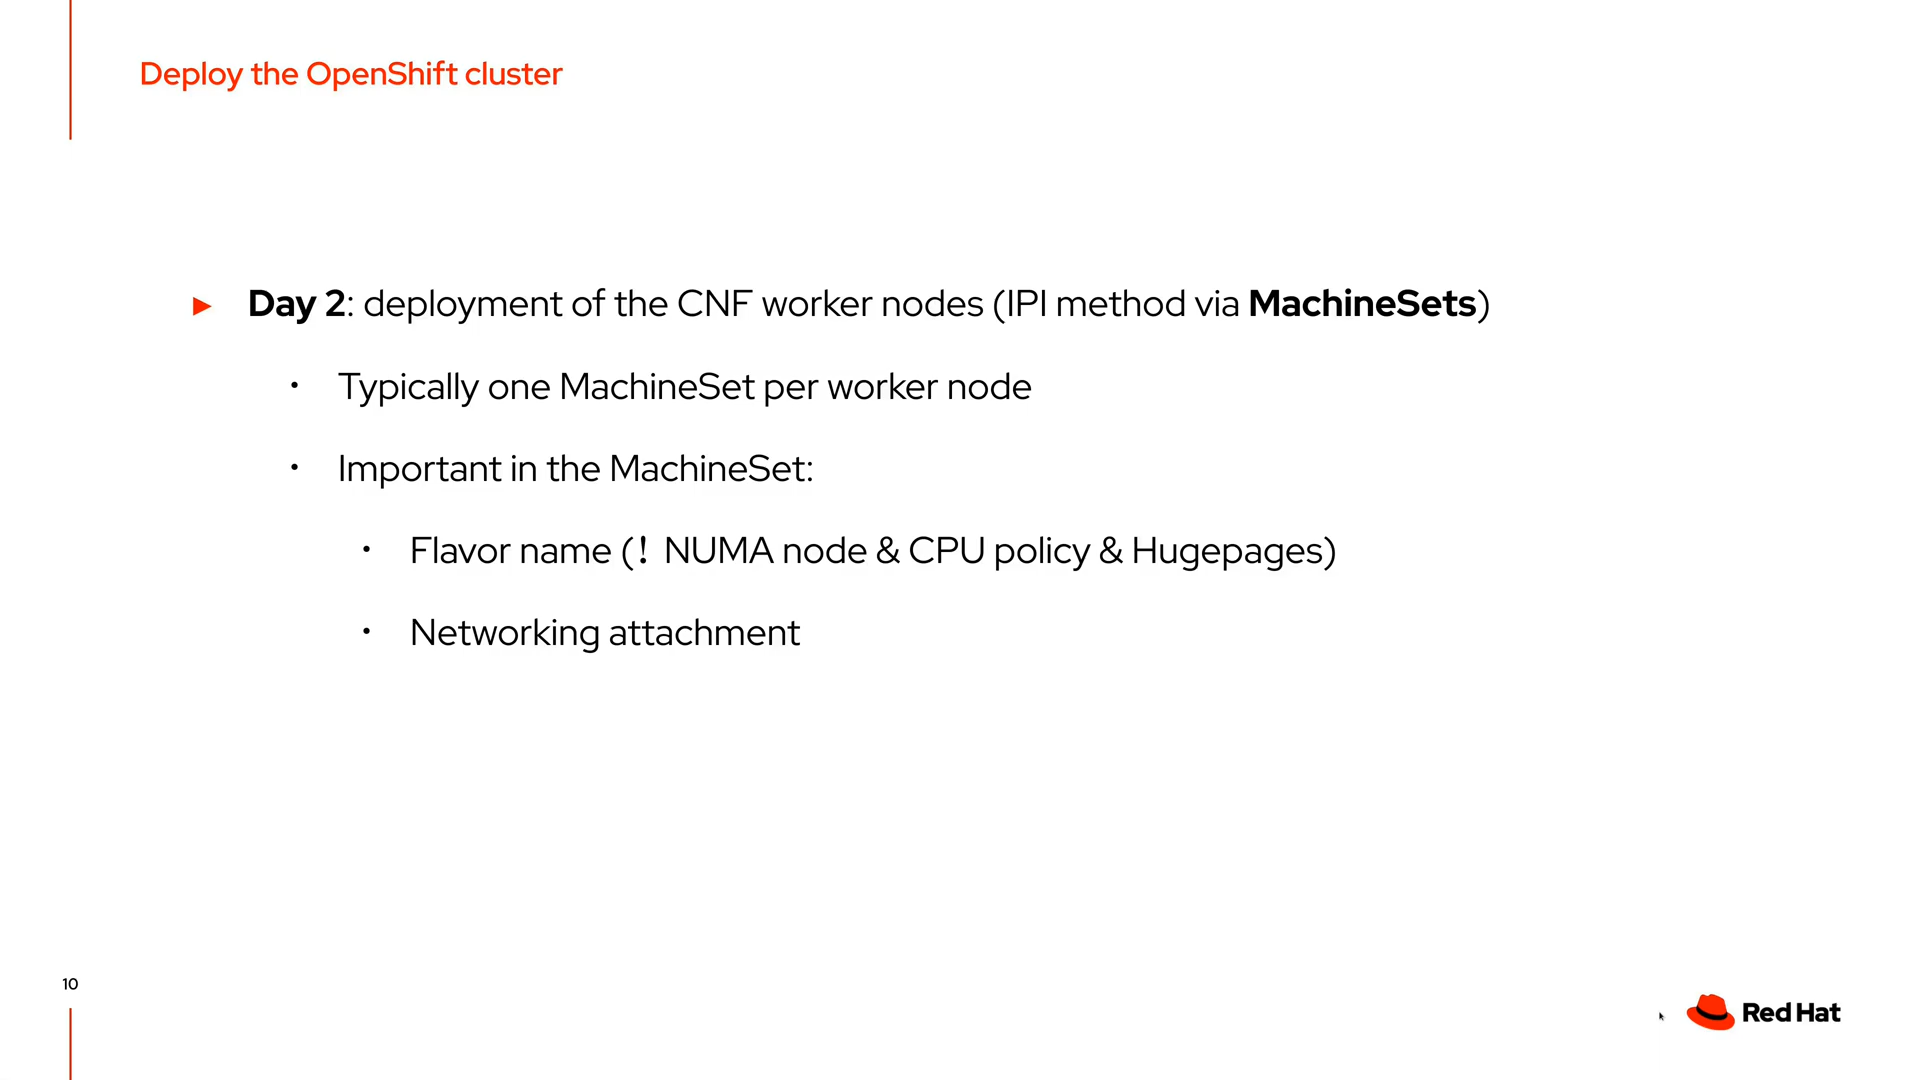 Deploy the OpenShift cluster
► Day 2: deployment of the CNF worker nodes (IPI method via MachineSets)
• Typically one MachineSet per worker node
• Important in the MachineSet:
• Flavor name (! NUMA node & CPU policy & Hugepages)
• Networking attachment
10
Red Hat